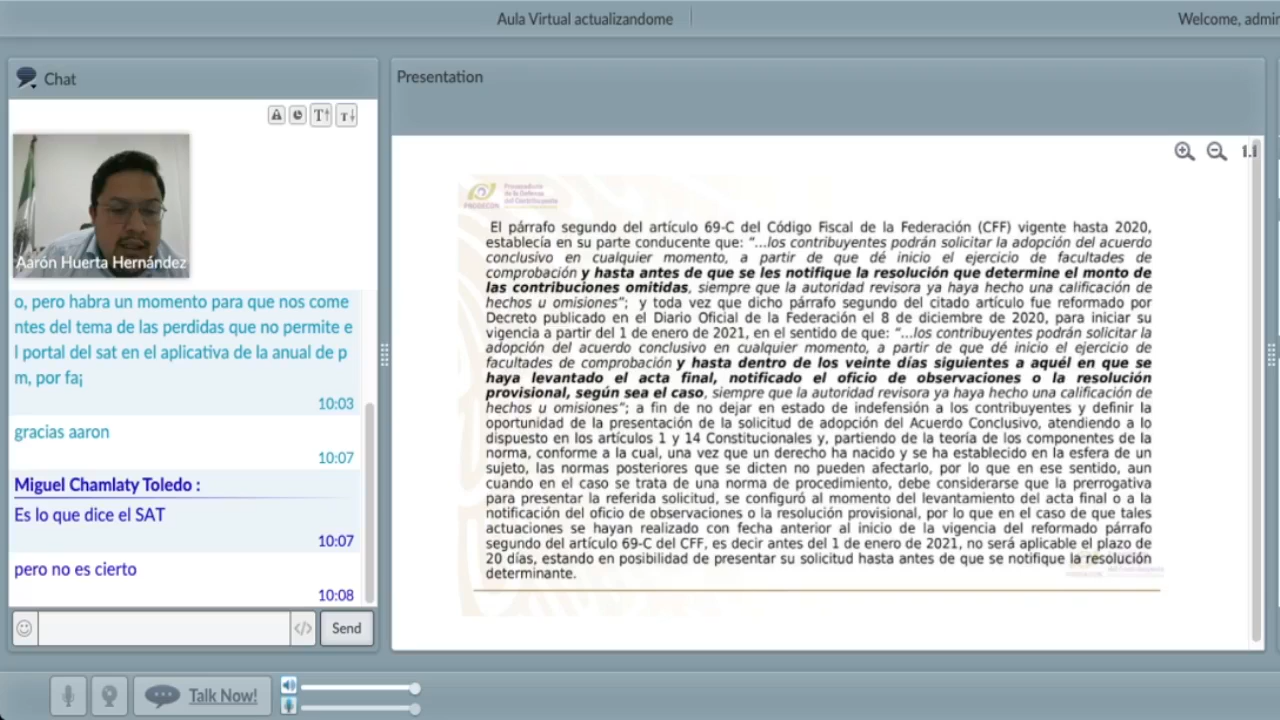 Aula Virtual actualizandome
Welcome, admin
Chat
Aarón Huerta Hernández
o, pero habra un momento para que nos come
ntes del tema de las perdidas que no permite e
l portal del sat en el aplicativa de la anual de p
m, por fa¡
10:03
gracias aaron
10:07
Miguel Chamlaty Toledo :
Es lo que dice el SAT
10:07
pero no es cierto
10:08
Send
Talk Now!
Presentation
1:1
PRODECON
Procuraduría
de la Defensa
del Contribuyente
El párrafo segundo del artículo 69-C del Código Fiscal de la Federación (CFF) vigente hasta 2020,
establecía en su parte conducente que: “...los contribuyentes podrán solicitar la adopción del acuerdo
conclusivo en cualquier momento, a partir de que dé inicio el ejercicio de facultades de
comprobación y hasta antes de que se les notifique la resolución que determine el monto de
las contribuciones omitidas, siempre que la autoridad revisora ya haya hecho una calificación de
hechos u omisiones”; y toda vez que dicho párrafo segundo del citado artículo fue reformado por
Decreto publicado en el Diario Oficial de la Federación el 8 de diciembre de 2020, para iniciar su
vigencia a partir del 1 de enero de 2021, en el sentido de que: “...los contribuyentes podrán solicitar la
adopción del acuerdo conclusivo en cualquier momento, a partir de que dé inicio el ejercicio de
facultades de comprobación y hasta dentro de los veinte días siguientes a aquél en que se
haya levantado el acta final, notificado el oficio de observaciones o la resolución
provisional, según sea el caso, siempre que la autoridad revisora ya haya hecho una calificación de
hechos u omisiones”; a fin de no dejar en estado de indefensión a los contribuyentes y definir la
oportunidad de la presentación de la solicitud de adopción del Acuerdo Conclusivo, atendiendo a lo
dispuesto en los artículos 1 y 14 Constitucionales y, partiendo de la teoría de los componentes de la
norma, conforme a la cual, una vez que un derecho ha nacido y se ha establecido en la esfera de un
sujeto, las normas posteriores que se dicten no pueden afectarlo, por lo que en ese sentido, aun
cuando en el caso se trata de una norma de procedimiento, debe considerarse que la prerrogativa
para presentar la referida solicitud, se configuró al momento del levantamiento del acta final o a la
notificación del oficio de observaciones o la resolución provisional, por lo que en el caso de que tales
actuaciones se hayan realizado con fecha anterior al inicio de la vigencia del reformado párrafo
segundo del artículo 69-C del CFF, es decir antes del 1 de enero de 2021, no será aplicable el plazo de
20 días, estando en posibilidad de presentar su solicitud hasta antes de que se notifique la resolución
determinante.